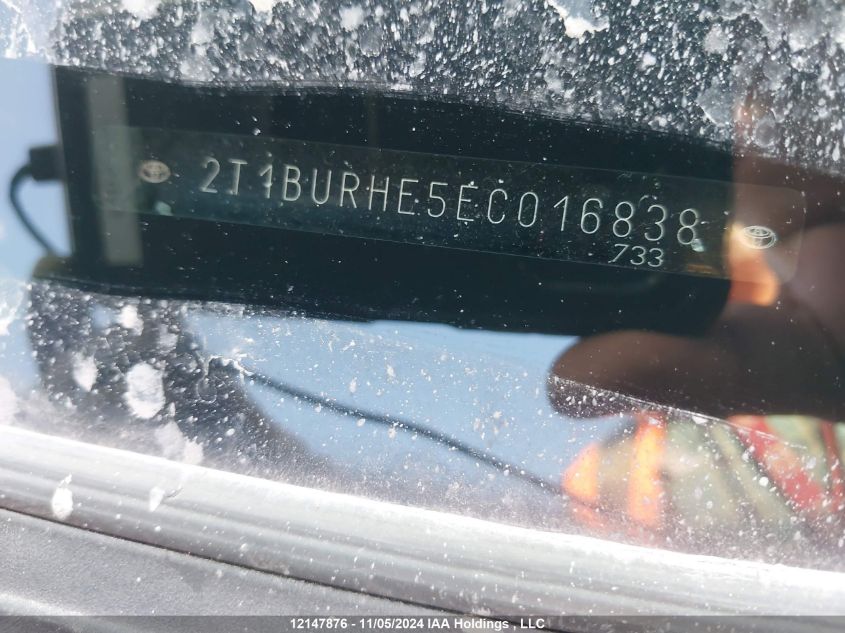 2T1BURHE5EC016838
733
12147876 - 11/05/2024 IAA Holdings , LLC